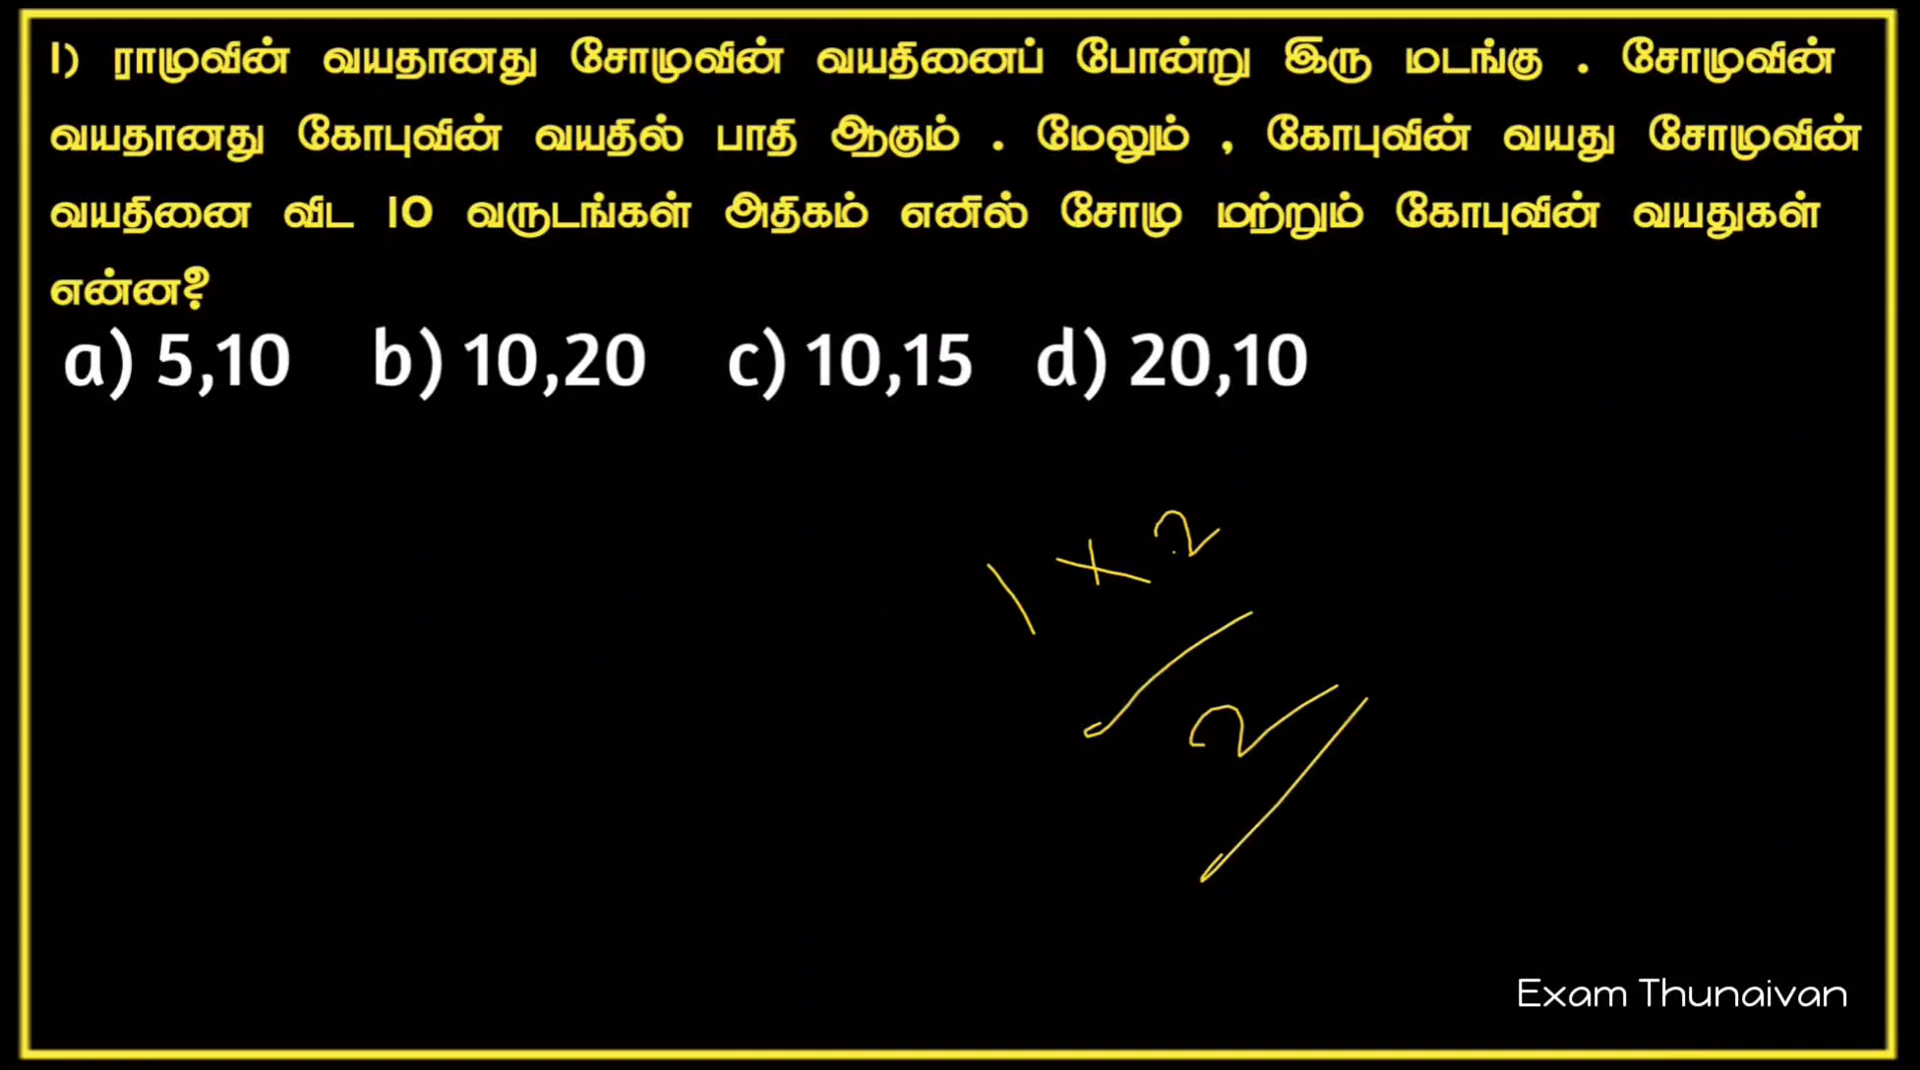 1) ராமுவின் வயதானது சோமுவின் வயதினைப் போன்று இரு மடங்கு . சோமுவின்
வயதானது கோபுவின் வயதில் பாதி ஆகும் . மேலும் , கோபுவின் வயது சோமுவின்
வயதினை விட 10 வருடங்கள் அதிகம் எனில் சோமு மற்றும் கோபுவின் வயதுகள்
என்ன?
a) 5,10 b) 10,20 c) 10,15 d) 20,10
1 x 2
2
Exam Thunaivan